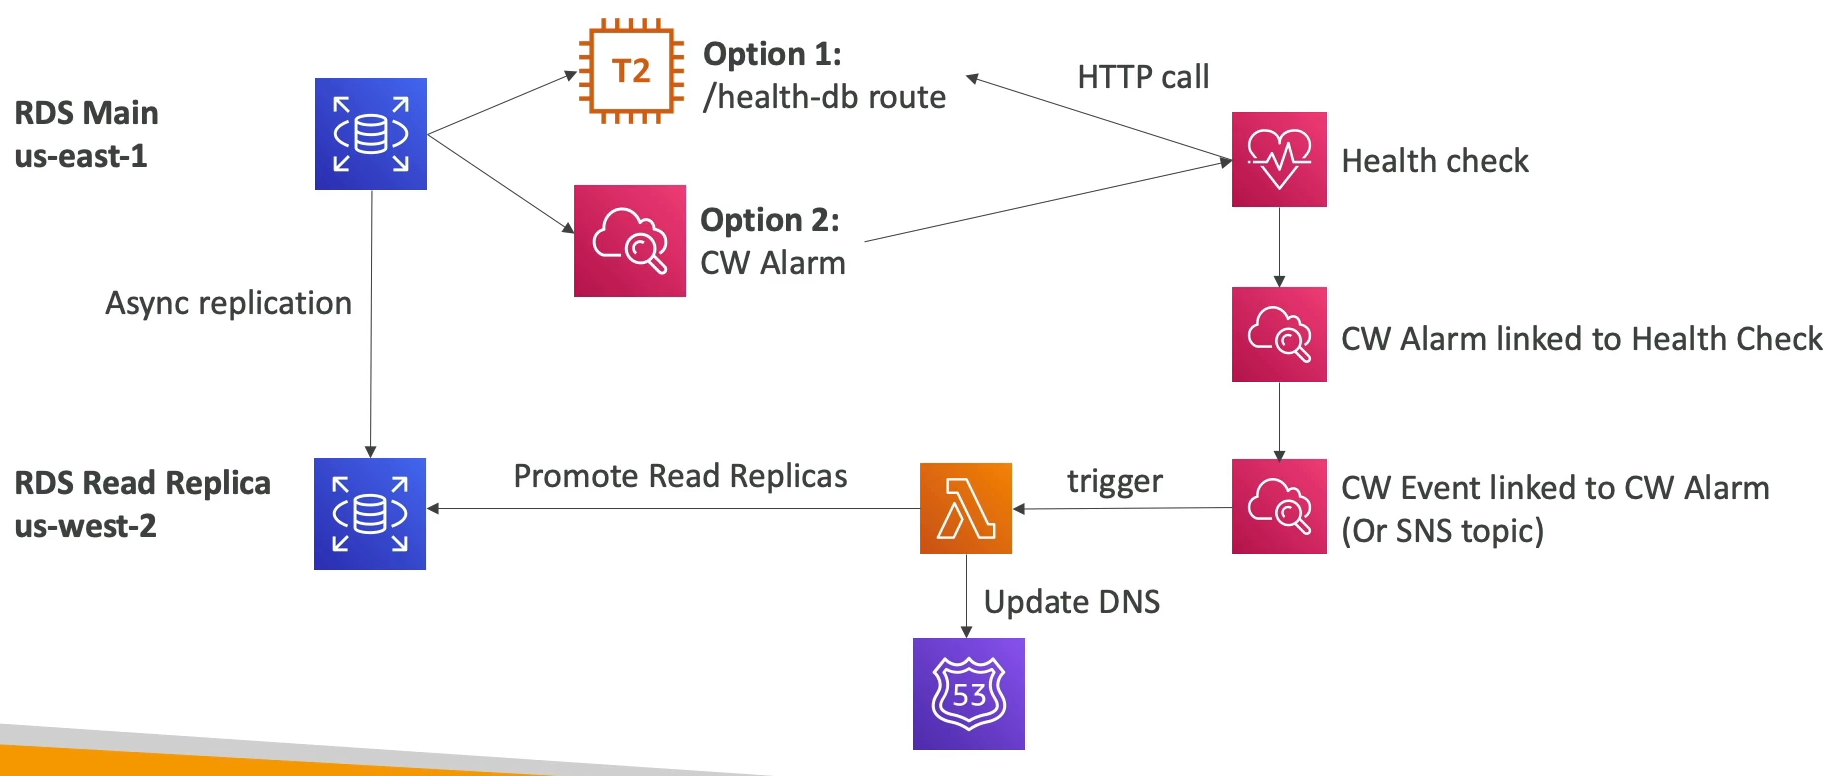 RDS Main
us-east-1
T2
Option 1:
/health-db route
HTTP call
Health check
Option 2:
CW Alarm
Async replication
CW Alarm linked to Health Check
RDS Read Replica
us-west-2
Promote Read Replicas
trigger
CW Event linked to CW Alarm
(Or SNS topic)
Update DNS
53